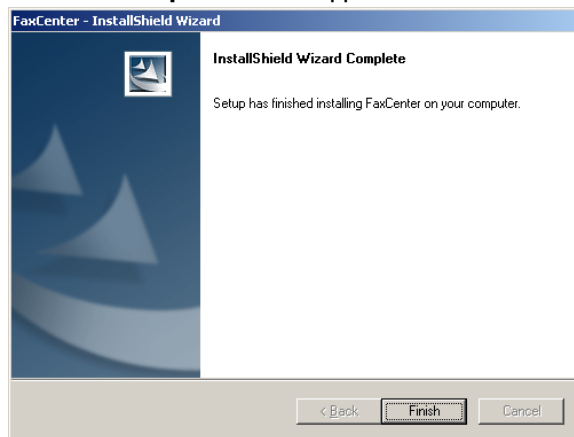 FaxCenter - InstallShield Wizard
InstallShield Wizard Complete
Setup has finished installing FaxCenter on your computer.
< Back
Finish
Cancel